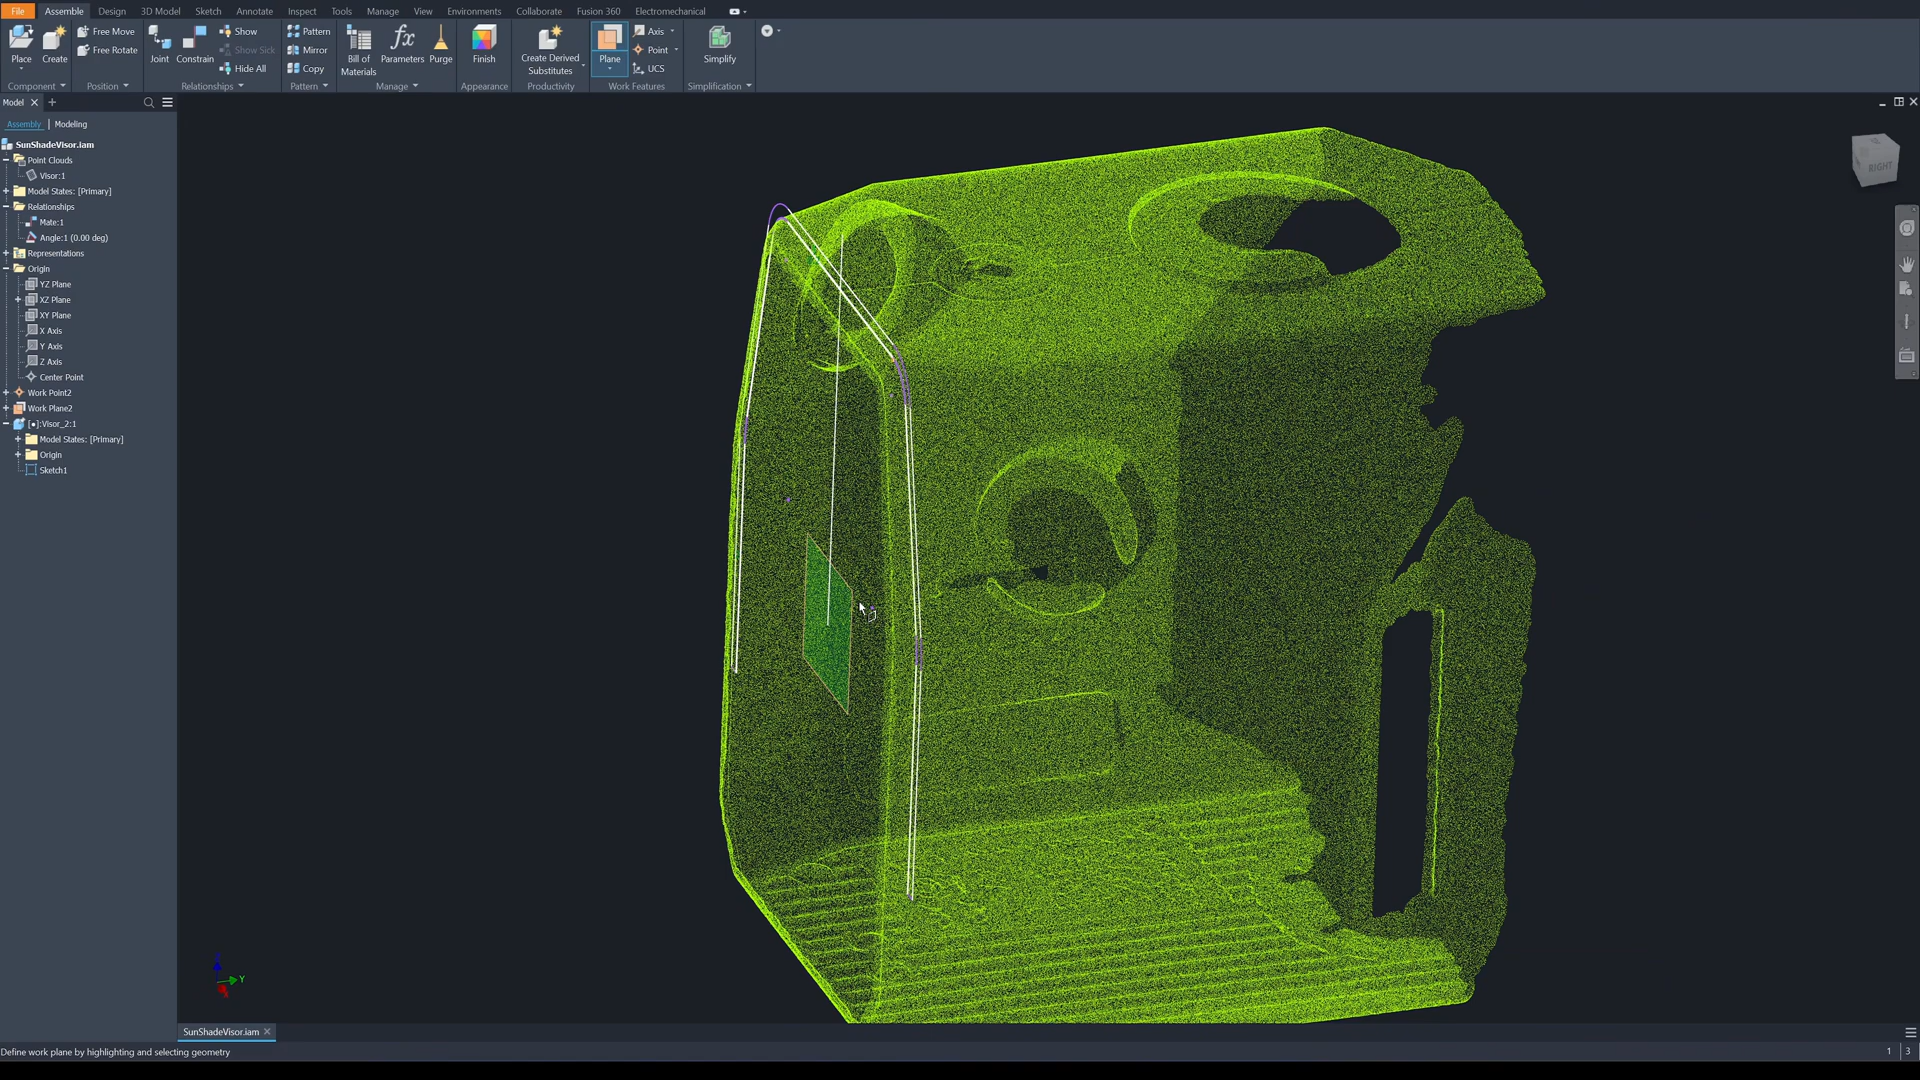 File Assemble Design 3D Model Sketch Annotate Inspect Tools Manage View Environments Collaborate Fusion 360 Electromechanical
Place
Create
Free Move
Free Rotate
Joint
Constrain
Show
Show Sick
Hide All
Pattern
Mirror
Copy
Bill of
Materials
Parameters
Purge
Finish
Create Derived
Substitutes
Plane
Axis
Point
UCS
Simplify
Component Position Relationships Pattern Manage Appearance Productivity Work Features Simplification
Model
Assembly | Modeling
SunShadeVisor.iam
Point Clouds
Visor:1
Model States: [Primary]
Relationships
Mate:1
Angle:1 (0.00 deg)
Representations
Origin
YZ Plane
XZ Plane
XY Plane
X Axis
Y Axis
Z Axis
Center Point
Work Point2
Work Plane2
[●]:Visor_2:1
Model States: [Primary]
Origin
Sketch1
RIGHT
Y
X
SunShadeVisor.iam
Define work plane by highlighting and selecting geometry
1 3